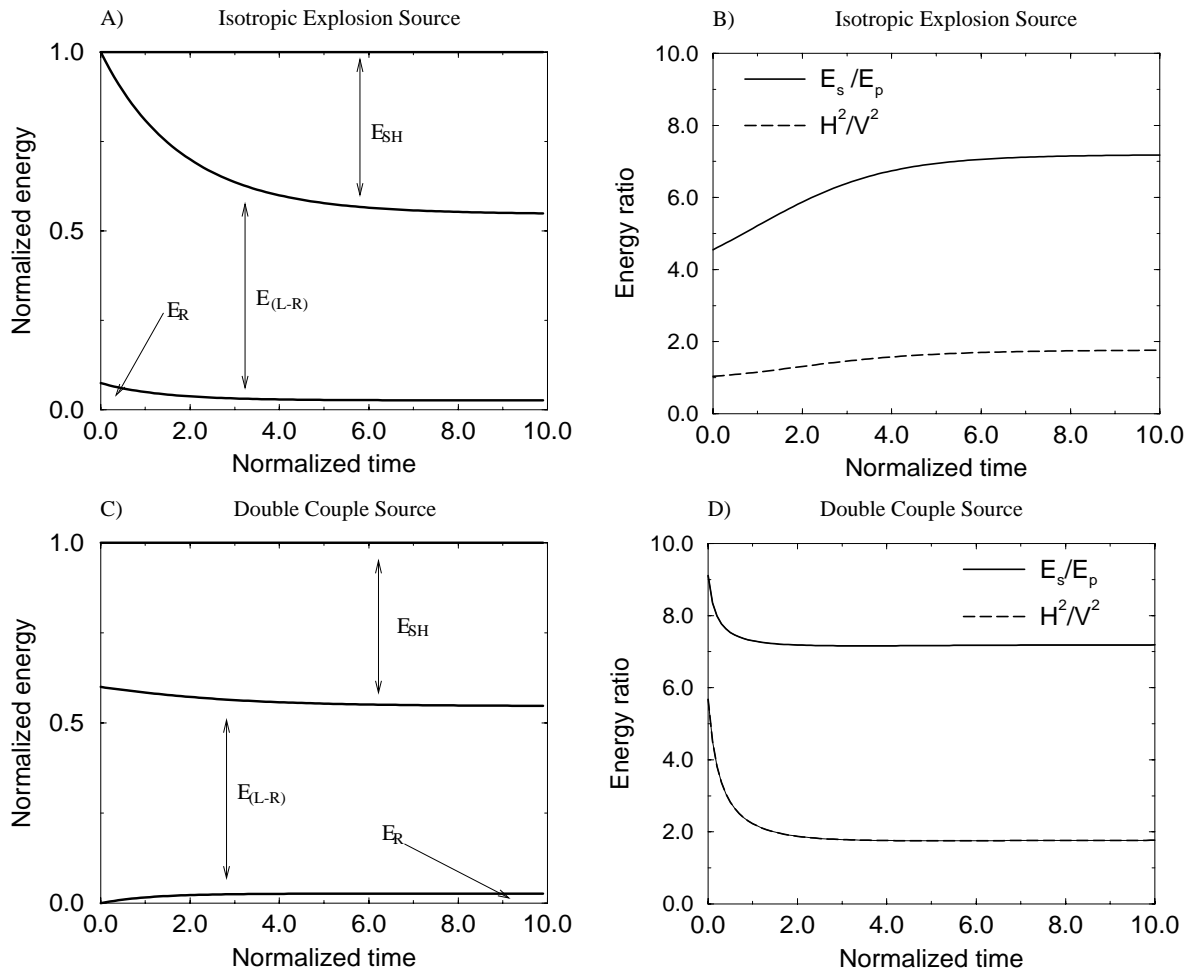 A) Isotropic Explosion Source
1.0
0.5
0.0
Normalized energy
E_SH
E_(L-R)
E_R
0.0 2.0 4.0 6.0 8.0 10.0
Normalized time
B) Isotropic Explosion Source
10.0
8.0
6.0
4.0
2.0
0.0
Energy ratio
E_s/E_p
H^2/V^2
0.0 2.0 4.0 6.0 8.0 10.0
Normalized time
C) Double Couple Source
1.0
0.5
0.0
Normalized energy
E_SH
E_(L-R)
E_R
0.0 2.0 4.0 6.0 8.0 10.0
Normalized time
D) Double Couple Source
10.0
8.0
6.0
4.0
2.0
0.0
Energy ratio
E_s/E_p
H^2/V^2
0.0 2.0 4.0 6.0 8.0 10.0
Normalized time